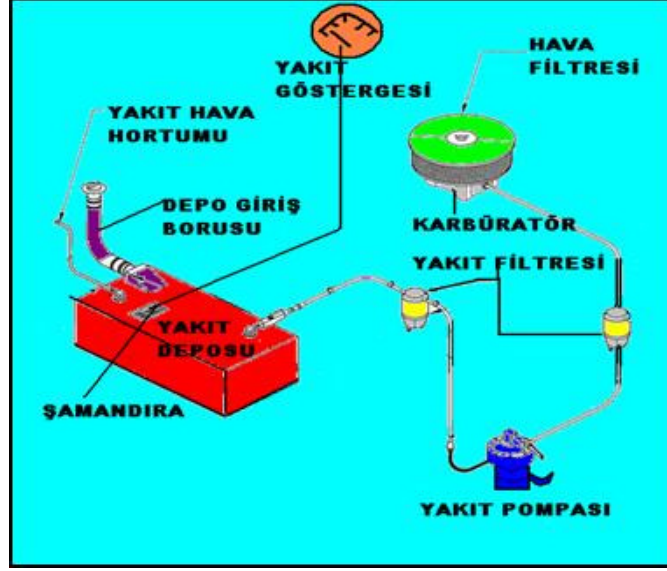 YAKIT
GÖSTERGESİ
HAVA
FİLTRESİ
YAKIT HAVA
HORTUMU
DEPO GİRİŞ
BORUSU
KARBÜRATÖR
YAKIT FİLTRESİ
YAKIT
DEPOSU
ŞAMANDIRA
YAKIT POMPASI